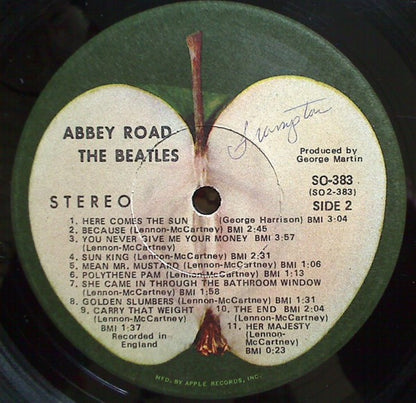 ABBEY ROAD
THE BEATLES
Frampton
Produced by
George Martin
STEREO
SO-383
(SO2-383)
SIDE 2
1. HERE COMES THE SUN (George Harrison) BMI 3:04
2. BECAUSE (Lennon-McCartney) BMI 2:45
3. YOU NEVER GIVE ME YOUR MONEY BMI 3:57
(Lennon-McCartney)
4. SUN KING (Lennon-McCartney) BMI 2:31
5. MEAN MR. MUSTARD (Lennon-McCartney) BMI 1:06
6. POLYTHENE PAM (Lennon-McCartney) BMI 1:13
7. SHE CAME IN THROUGH THE BATHROOM WINDOW
(Lennon-McCartney) BMI 1:58
8. GOLDEN SLUMBERS (Lennon-McCartney) BMI 1:31
9. CARRY THAT WEIGHT
(Lennon-McCartney)
BMI 1:37
Recorded in
England
10. THE END BMI 2:04
(Lennon-McCartney)
11. HER MAJESTY
(Lennon-
McCartney)
BMI 0:23
MFD. BY APPLE RECORDS, INC.